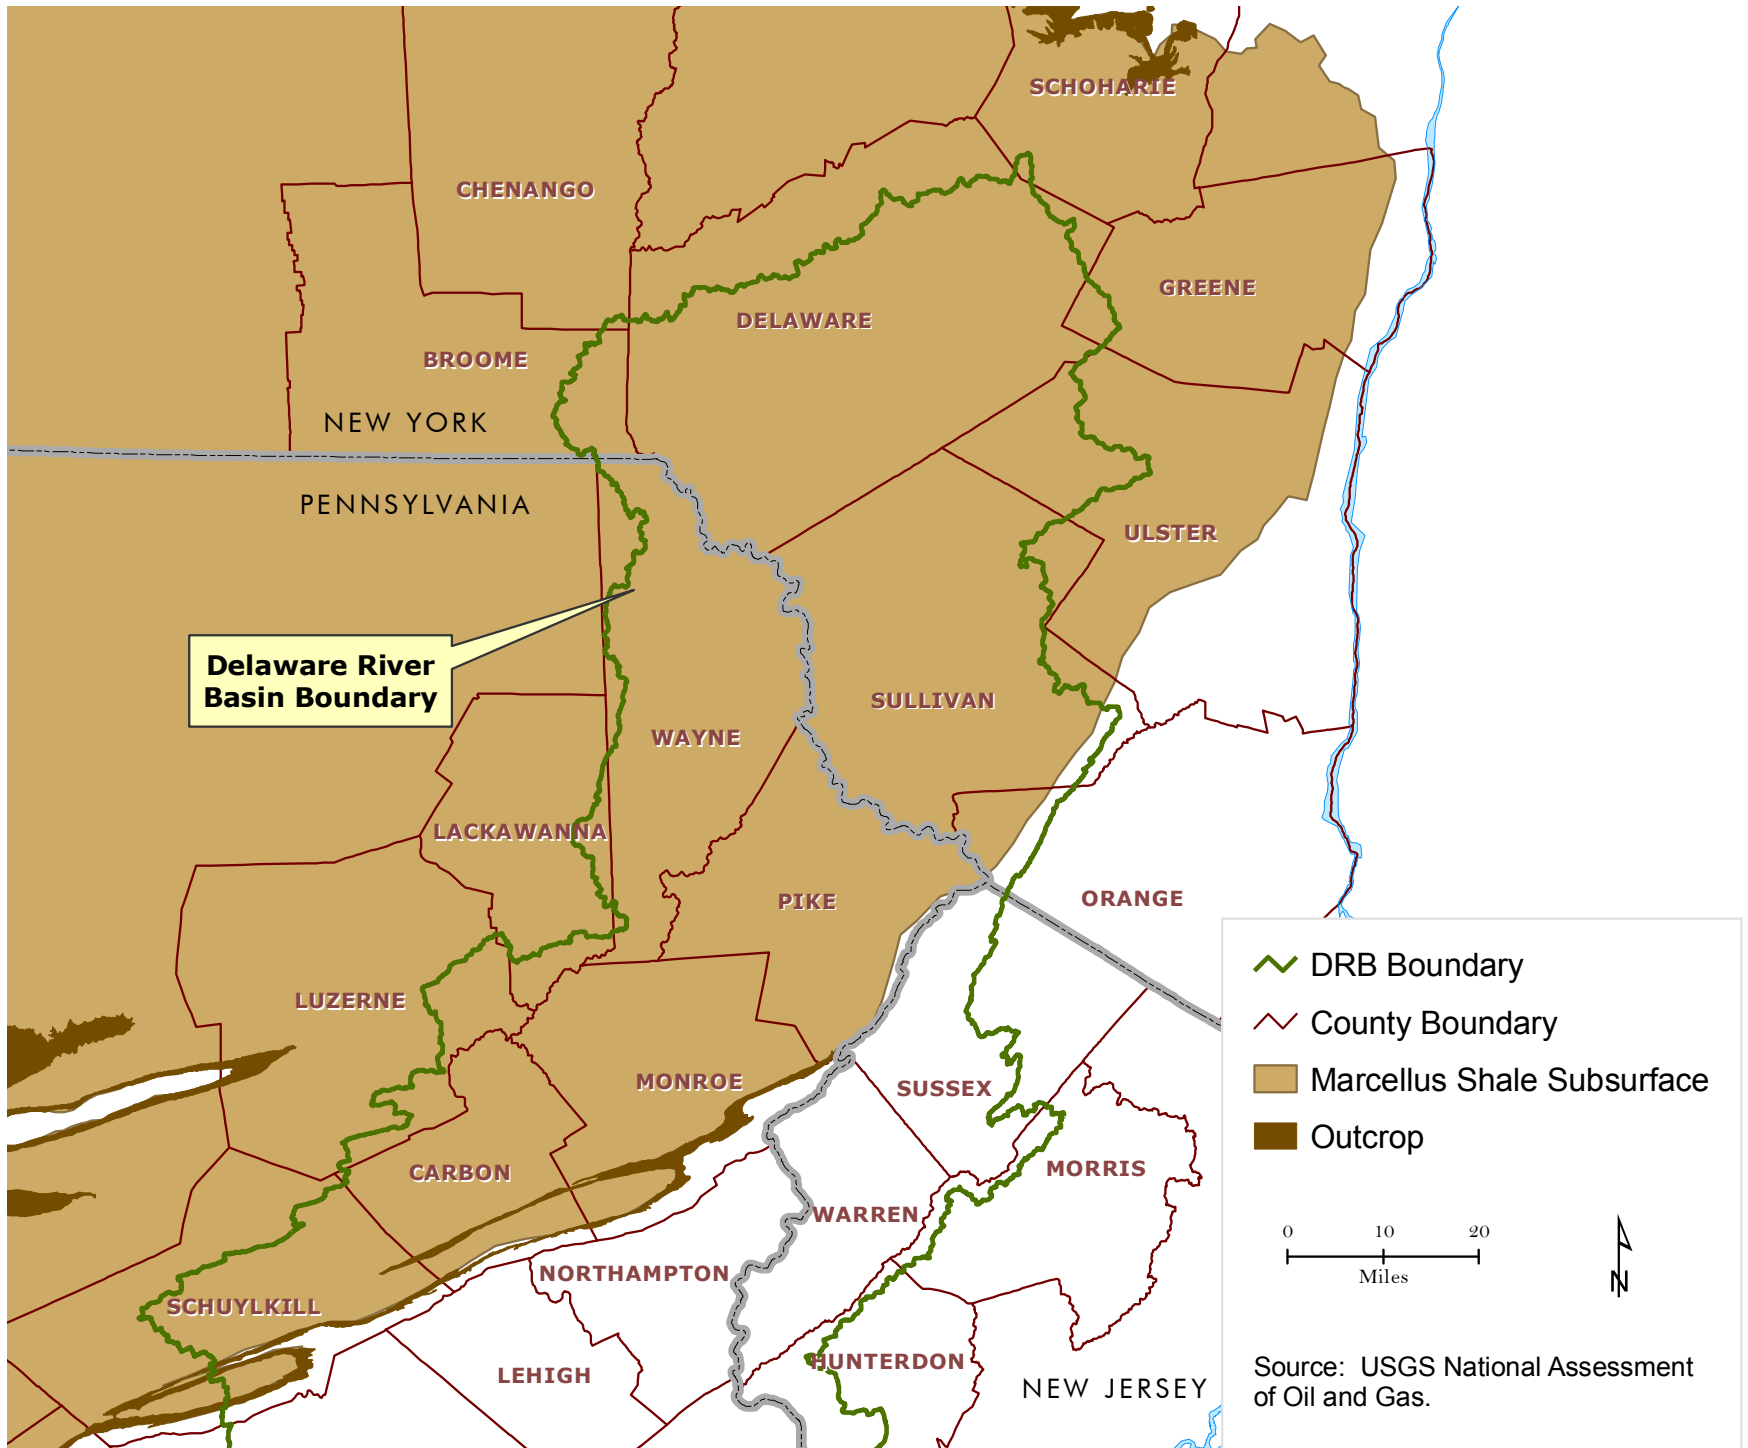 SCHOHARIE
CHENANGO
GREENE
DELAWARE
BROOME
NEW YORK
PENNSYLVANIA
ULSTER
Delaware River
Basin Boundary
SULLIVAN
WAYNE
LACKAWANNA
PIKE
ORANGE
LUZERNE
MONROE
SUSSEX
CARBON
MORRIS
WARREN
NORTHAMPTON
SCHUYLKILL
HUNTERDON
LEHIGH
NEW JERSEY
DRB Boundary
County Boundary
Marcellus Shale Subsurface
Outcrop
0 10 20
Miles
N
Source: USGS National Assessment
of Oil and Gas.